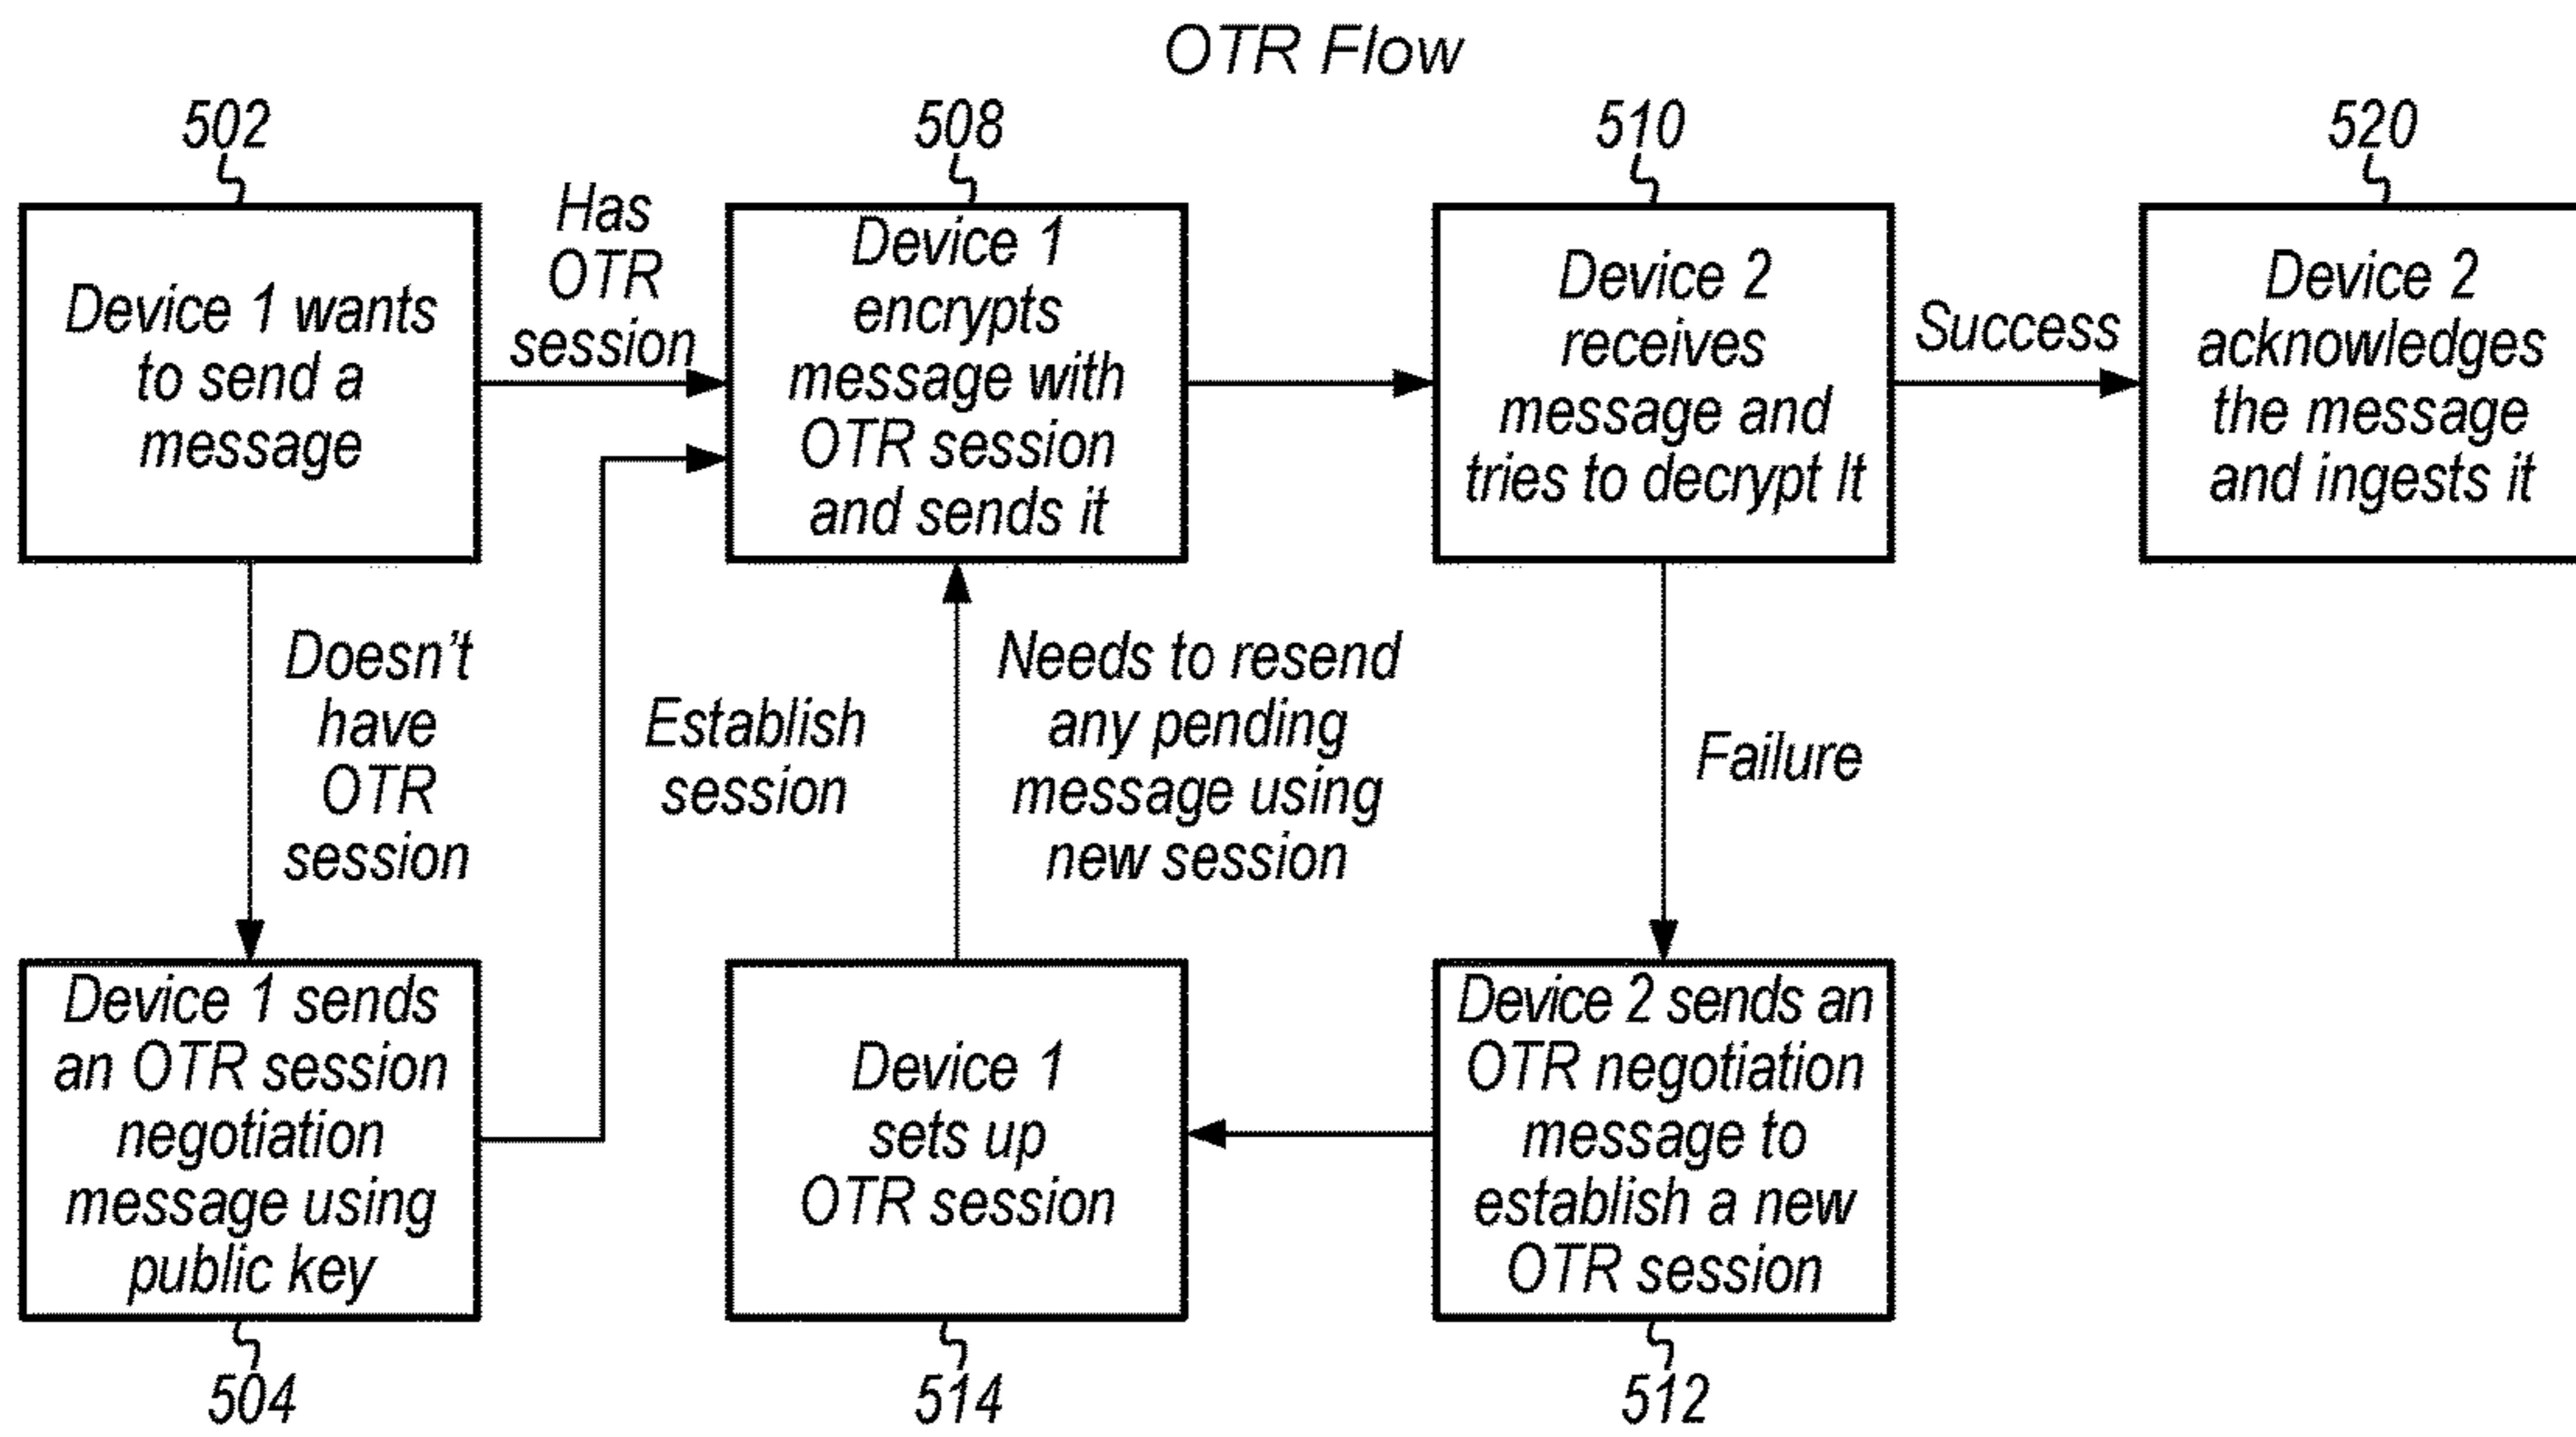 OTR Flow
502
508
510
520
Device 1 wants
to send a
message
Has
OTR
session
Device 1
encrypts
message with
OTR session
and sends it
Device 2
receives
message and
tries to decrypt It
Success
Device 2
acknowledges
the message
and ingests it
Doesn't
have
OTR
session
Establish
session
Needs to resend
any pending
message using
new session
Failure
Device 1 sends
an OTR session
negotiation
message using
public key
Device 1
sets up
OTR session
Device 2 sends an
OTR negotiation
message to
establish a new
OTR session
504
514
512